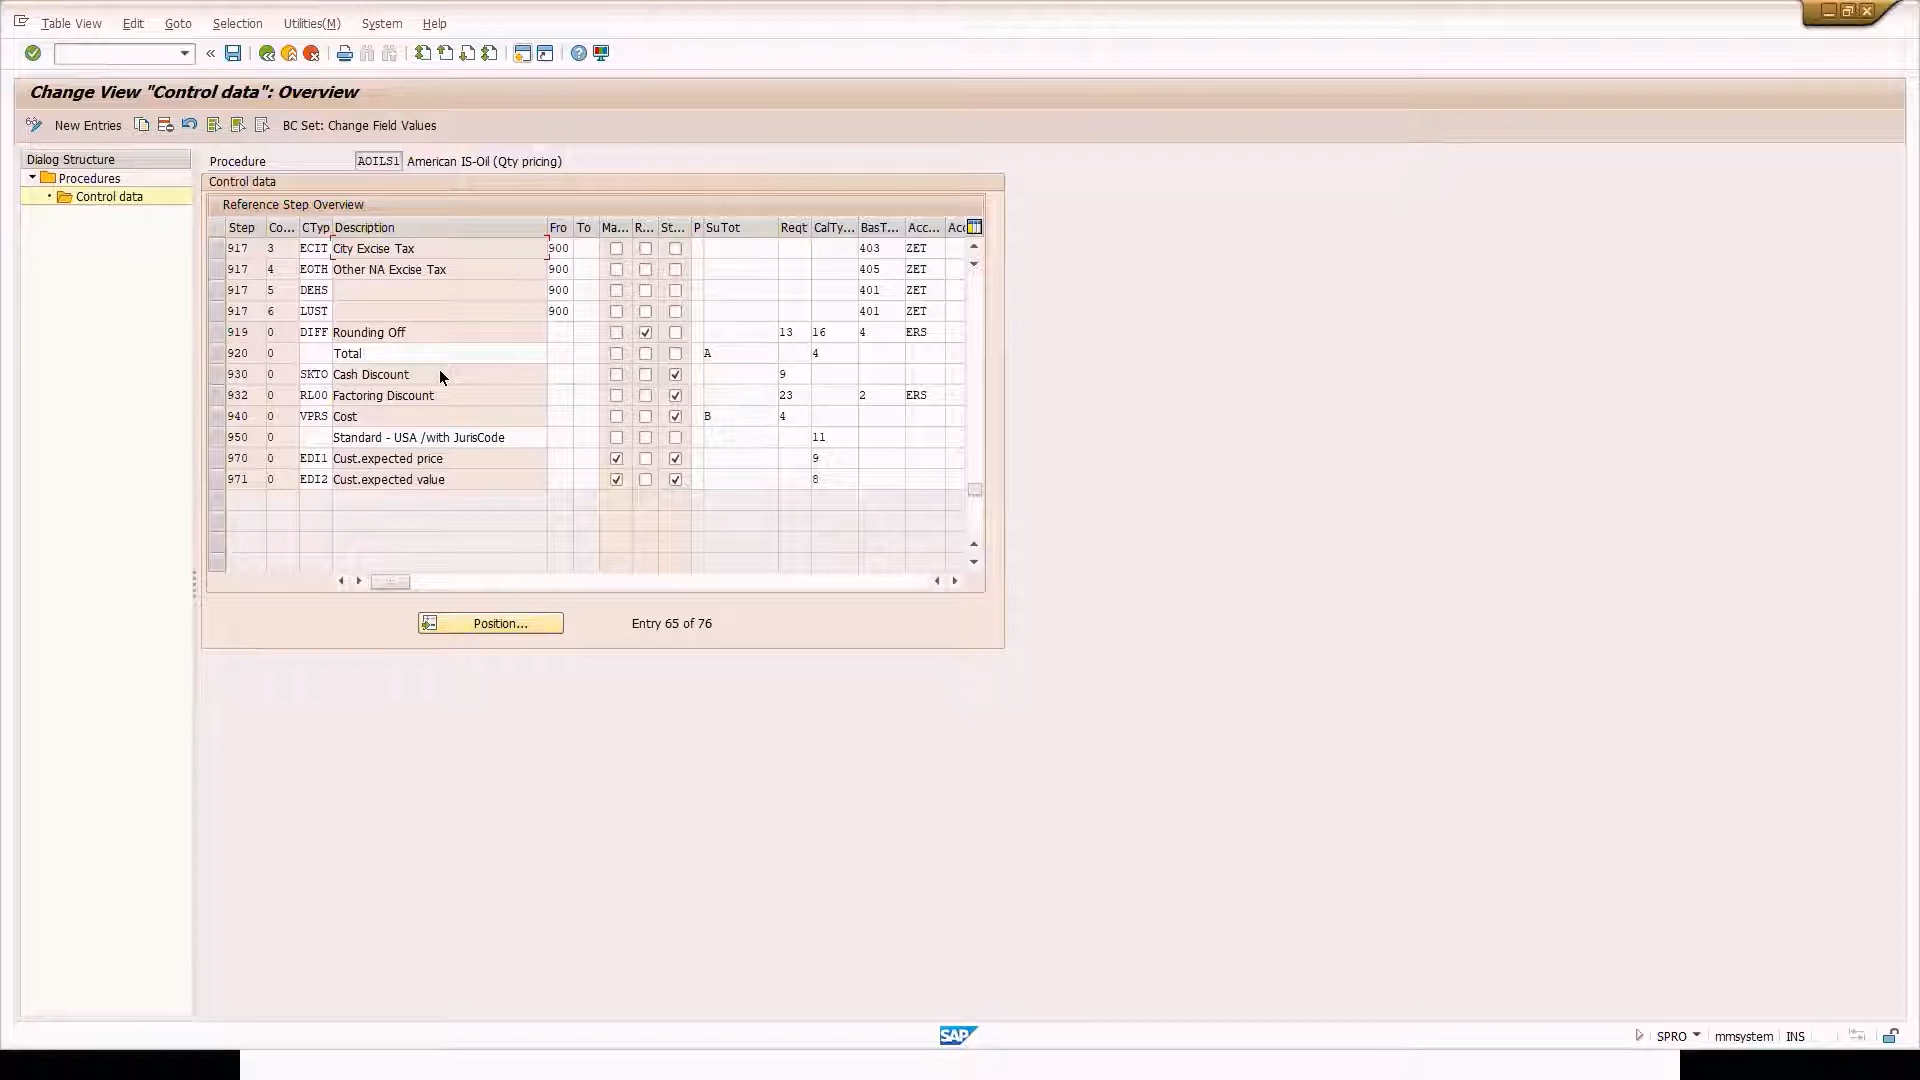 Table View Edit Goto Selection Utilities(M) System Help
Change View "Control data": Overview
New Entries BC Set: Change Field Values
Dialog Structure
Procedures
Control data
Procedure AOILS1 American IS-Oil (Qty pricing)
Control data
Reference Step Overview
Step Co... CTyp Description Fro To Ma... R... St... P SuTot Reqt CalTy... BasT... Acc... Acc
917 3 ECIT City Excise Tax 900 403 ZET
917 4 EOTH Other NA Excise Tax 900 405 ZET
917 5 DEHS 900 401 ZET
917 6 LUST 900 401 ZET
919 0 DIFF Rounding Off 13 16 4 ERS
920 0 Total A 4
930 0 SKTO Cash Discount 9
932 0 RL00 Factoring Discount 23 2 ERS
940 0 VPRS Cost B 4
950 0 Standard - USA /with JurisCode 11
970 0 EDI1 Cust.expected price 9
971 0 EDI2 Cust.expected value 8
Position... Entry 65 of 76
SAP SPRO mmsystem INS